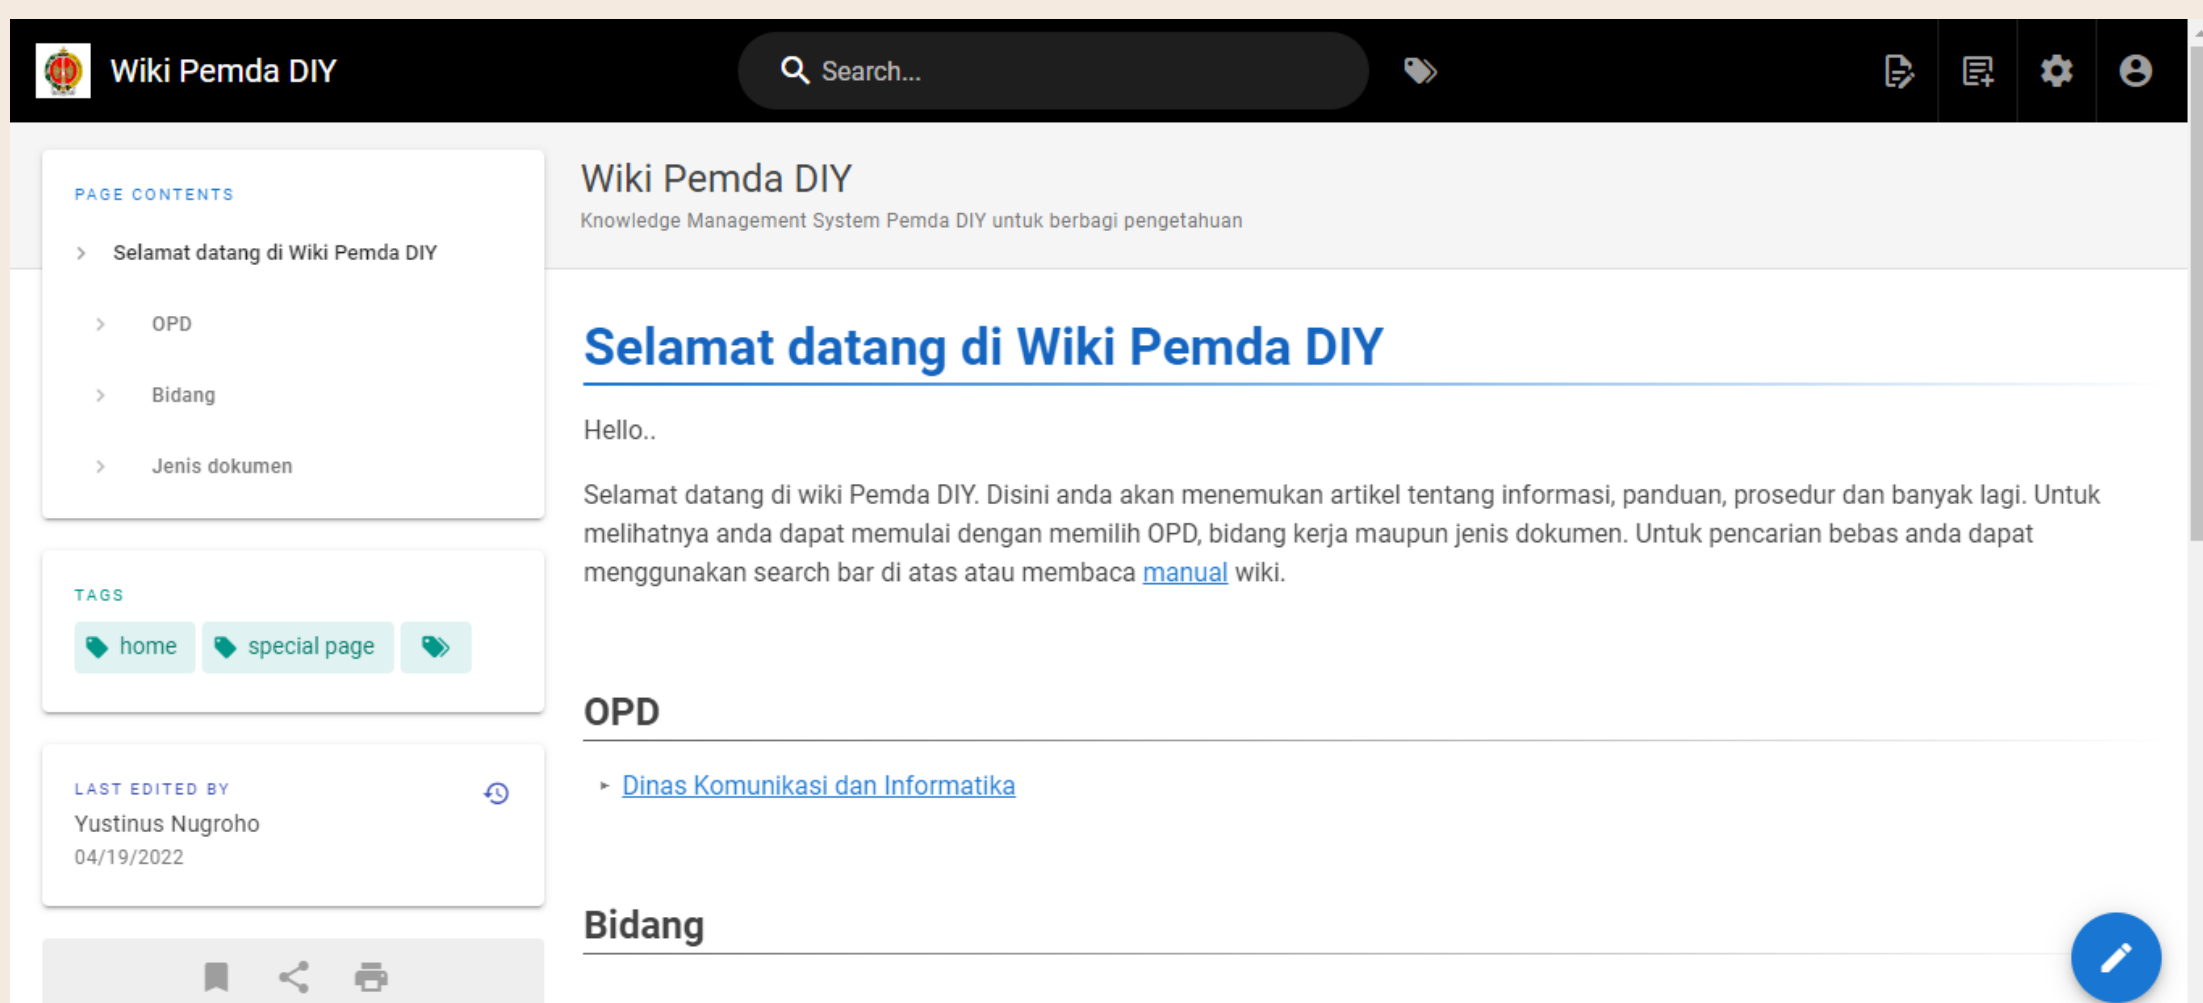 Wiki Pemda DIY
Search...
PAGE CONTENTS
Selamat datang di Wiki Pemda DIY
OPD
Bidang
Jenis dokumen
TAGS
home
special page
LAST EDITED BY
Yustinus Nugroho
04/19/2022
Wiki Pemda DIY
Knowledge Management System Pemda DIY untuk berbagi pengetahuan
Selamat datang di Wiki Pemda DIY
Hello..
Selamat datang di wiki Pemda DIY. Disini anda akan menemukan artikel tentang informasi, panduan, prosedur dan banyak lagi. Untuk
melihatnya anda dapat memulai dengan memilih OPD, bidang kerja maupun jenis dokumen. Untuk pencarian bebas anda dapat
menggunakan search bar di atas atau membaca manual wiki.
OPD
Dinas Komunikasi dan Informatika
Bidang